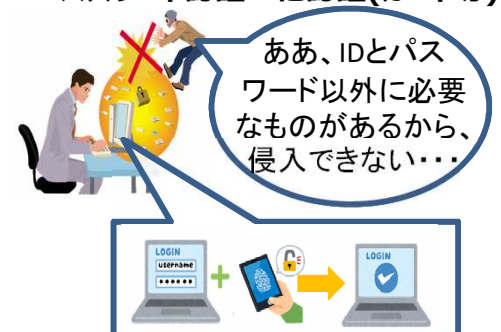 ああ、IDとパス
ワード以外に必要
なものがあるから、
侵入できない・・・
LOGIN
username
LOGIN